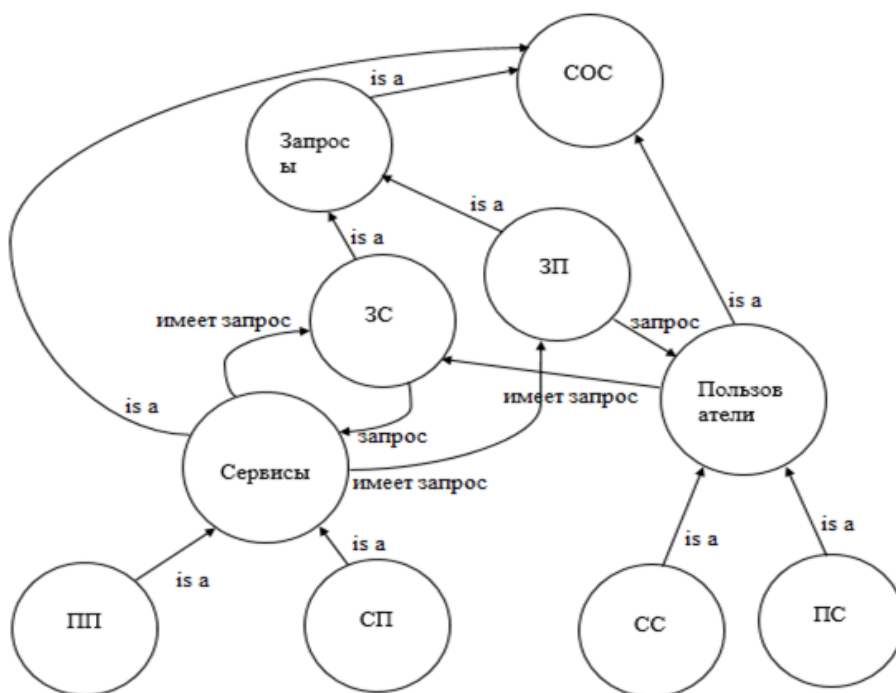 СОС
is a
Запрос
ы
is a
is a
ЗП
ЗС
имеет запрос
запрос
is a
Пользов
атели
имеет запрос
is a
запрос
Сервисы
имеет запрос
is a
is a
is a
is a
ПП
СП
СС
ПС